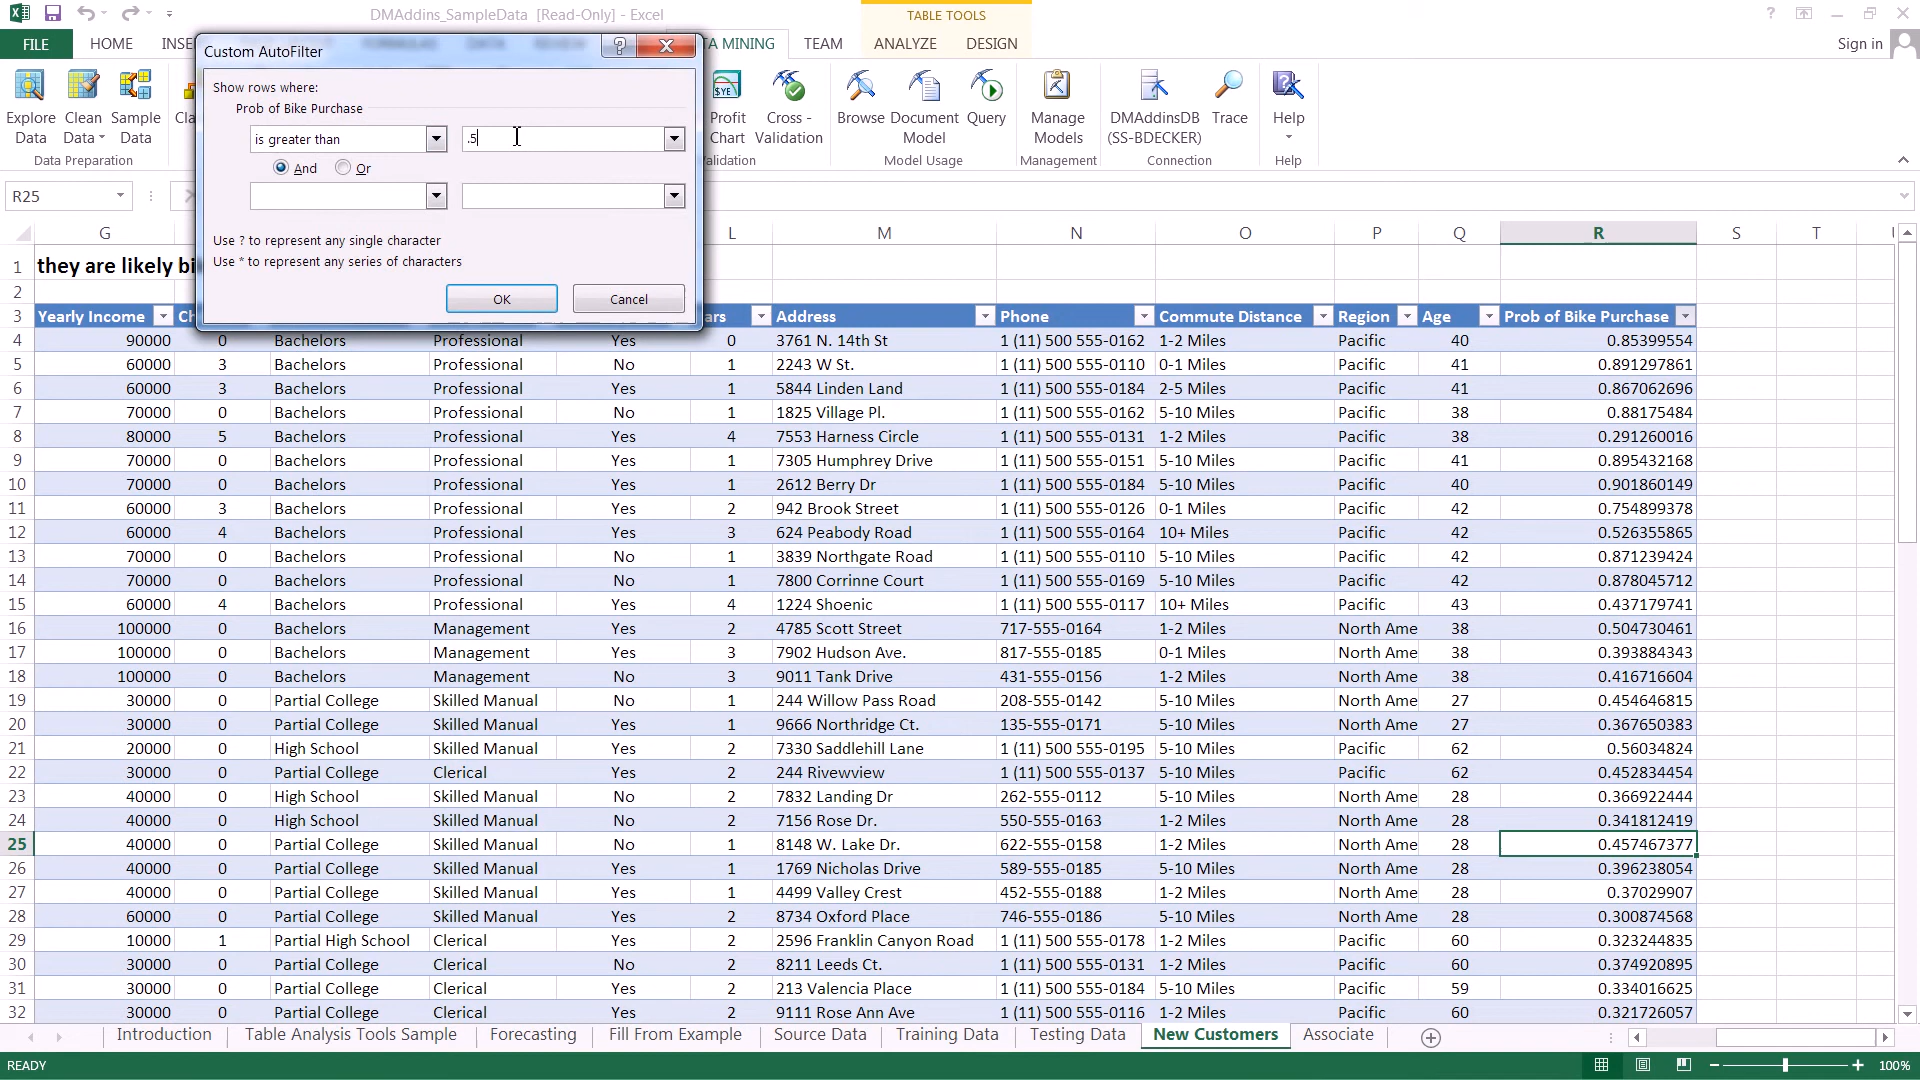 DMAddins_SampleData [Read-Only] - Excel
TABLE TOOLS
FILE HOME INSE TA MINING TEAM ANALYZE DESIGN Sign in
Custom AutoFilter
Show rows where:
Prob of Bike Purchase
is greater than .5
And Or
Use ? to represent any single character
Use * to represent any series of characters
OK Cancel
Explore Data Clean Data Sample Data Cla Profit Chart Cross - Validation Browse Document Model Query Manage Models DMAddinsDB (SS-BDECKER) Trace Help
Data Preparation alidation Model Usage Management Connection Help
R25
G L M N O P Q R S T
1 they are likely bi
2
3 Yearly Income Ch ars Address Phone Commute Distance Region Age Prob of Bike Purchase
4 90000 0 Bachelors Professional Yes 0 3761 N. 14th St 1 (11) 500 555-0162 1-2 Miles Pacific 40 0.85399554
5 60000 3 Bachelors Professional No 1 2243 W St. 1 (11) 500 555-0110 0-1 Miles Pacific 41 0.891297861
6 60000 3 Bachelors Professional Yes 1 5844 Linden Land 1 (11) 500 555-0184 2-5 Miles Pacific 41 0.867062696
7 70000 0 Bachelors Professional No 1 1825 Village Pl. 1 (11) 500 555-0162 5-10 Miles Pacific 38 0.88175484
8 80000 5 Bachelors Professional Yes 4 7553 Harness Circle 1 (11) 500 555-0131 1-2 Miles Pacific 38 0.291260016
9 70000 0 Bachelors Professional Yes 1 7305 Humphrey Drive 1 (11) 500 555-0151 5-10 Miles Pacific 41 0.895432168
10 70000 0 Bachelors Professional Yes 1 2612 Berry Dr 1 (11) 500 555-0184 5-10 Miles Pacific 40 0.901860149
11 60000 3 Bachelors Professional Yes 2 942 Brook Street 1 (11) 500 555-0126 0-1 Miles Pacific 42 0.754899378
12 60000 4 Bachelors Professional Yes 3 624 Peabody Road 1 (11) 500 555-0164 10+ Miles Pacific 42 0.526355865
13 70000 0 Bachelors Professional No 1 3839 Northgate Road 1 (11) 500 555-0110 5-10 Miles Pacific 42 0.871239424
14 70000 0 Bachelors Professional No 1 7800 Corrinne Court 1 (11) 500 555-0169 5-10 Miles Pacific 42 0.878045712
15 60000 4 Bachelors Professional Yes 4 1224 Shoenic 1 (11) 500 555-0117 10+ Miles Pacific 43 0.437179741
16 100000 0 Bachelors Management Yes 2 4785 Scott Street 717-555-0164 1-2 Miles North Ame 38 0.504730461
17 100000 0 Bachelors Management Yes 3 7902 Hudson Ave. 817-555-0185 0-1 Miles North Ame 38 0.393884343
18 100000 0 Bachelors Management No 3 9011 Tank Drive 431-555-0156 1-2 Miles North Ame 38 0.416716604
19 30000 0 Partial College Skilled Manual No 1 244 Willow Pass Road 208-555-0142 5-10 Miles North Ame 27 0.454646815
20 30000 0 Partial College Skilled Manual Yes 1 9666 Northridge Ct. 135-555-0171 5-10 Miles North Ame 27 0.367650383
21 20000 0 High School Skilled Manual Yes 2 7330 Saddlehill Lane 1 (11) 500 555-0195 5-10 Miles Pacific 62 0.56034824
22 30000 0 Partial College Clerical Yes 2 244 Rivewview 1 (11) 500 555-0137 5-10 Miles Pacific 62 0.452834454
23 40000 0 High School Skilled Manual No 2 7832 Landing Dr 262-555-0112 5-10 Miles North Ame 28 0.366922444
24 40000 0 High School Skilled Manual Yes 2 7156 Rose Dr. 550-555-0163 1-2 Miles North Ame 28 0.341812419
25 40000 0 Partial College Skilled Manual No 1 8148 W. Lake Dr. 622-555-0158 1-2 Miles North Ame 28 0.457467377
26 40000 0 Partial College Skilled Manual Yes 1 1769 Nicholas Drive 589-555-0185 5-10 Miles North Ame 28 0.396238054
27 40000 0 Partial College Skilled Manual Yes 1 4499 Valley Crest 452-555-0188 1-2 Miles North Ame 28 0.37029907
28 60000 0 Partial College Skilled Manual Yes 2 8734 Oxford Place 746-555-0186 5-10 Miles North Ame 28 0.300874568
29 10000 1 Partial High School Clerical Yes 2 2596 Franklin Canyon Road 1 (11) 500 555-0178 1-2 Miles Pacific 60 0.323244835
30 30000 0 Partial College Clerical No 2 8211 Leeds Ct. 1 (11) 500 555-0131 1-2 Miles Pacific 60 0.374920895
31 30000 0 Partial College Clerical Yes 2 213 Valencia Place 1 (11) 500 555-0184 5-10 Miles Pacific 59 0.334016625
32 30000 0 Partial College Clerical Yes 2 9111 Rose Ann Ave 1 (11) 500 555-0116 1-2 Miles Pacific 60 0.321726057
Introduction Table Analysis Tools Sample Forecasting Fill From Example Source Data Training Data Testing Data New Customers Associate
READY 100%